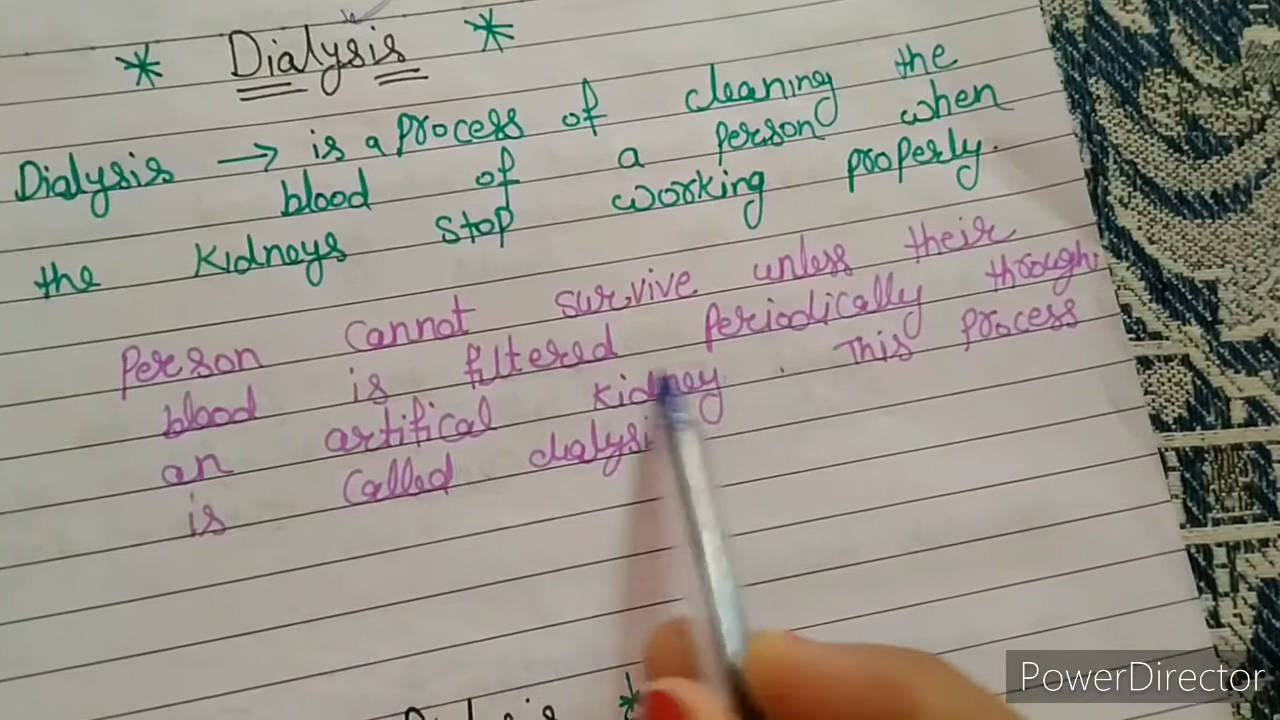 * Dialysis *
Dialysis → is a process of cleaning the
blood of a person when
the kidneys stop working properly.
Person cannot survive unless their
blood is filtered periodically through
an artifical kidney . This process
is called dialysis
PowerDirector